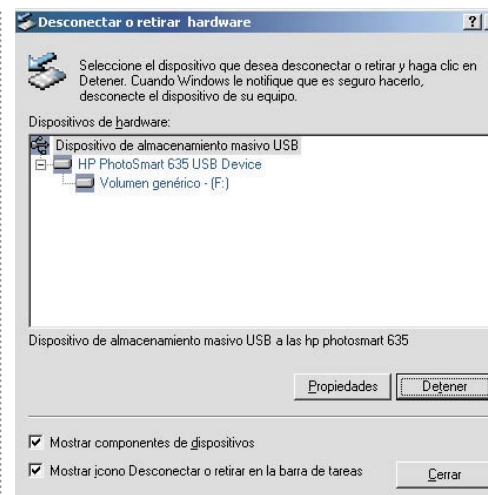 Desconectar o retirar hardware
Seleccione el dispositivo que desea desconectar o retirar y haga clic en
Detener. Cuando Windows le notifique que es seguro hacerlo,
desconecte el dispositivo de su equipo.
Dispositivos de hardware:
Dispositivo de almacenamiento masivo USB
HP PhotoSmart 635 USB Device
Volumen genérico - (F:)
Dispositivo de almacenamiento masivo USB a las hp photosmart 635
Propiedades Detener
Mostrar componentes de dispositivos
Mostrar icono Desconectar o retirar en la barra de tareas Cerrar